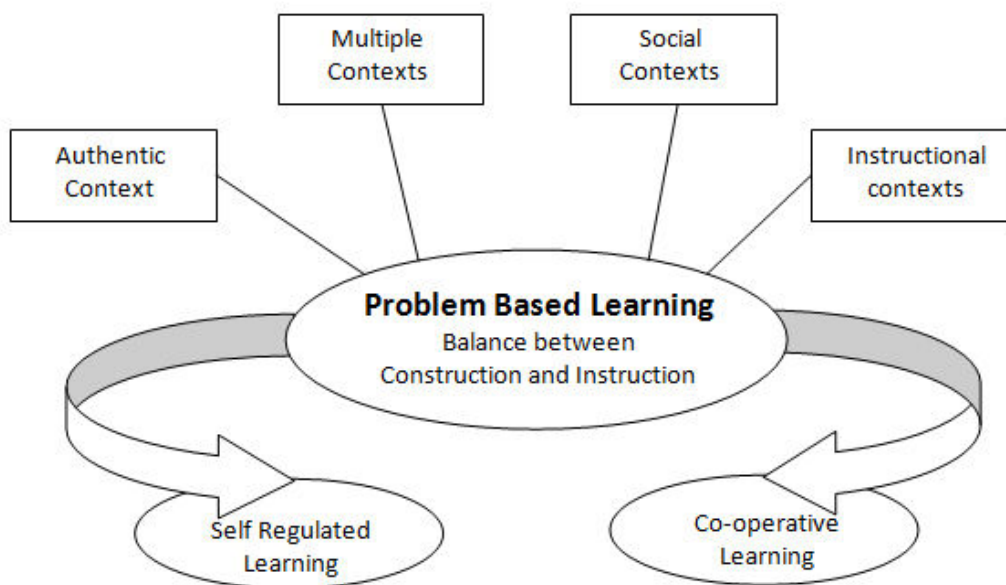 Multiple
Contexts
Social
Contexts
Authentic
Context
Instructional
contexts
Problem Based Learning
Balance between
Construction and Instruction
Self Regulated
Learning
Co-operative
Learning